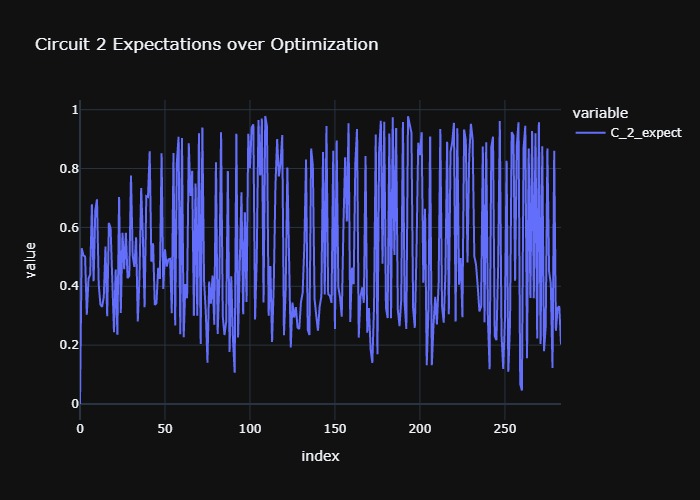 Circuit 2 Expectations over Optimization
variable
C_2_expect
1
0.8
0.6
0.4
0.2
0
value
0 50 100 150 200 250
index